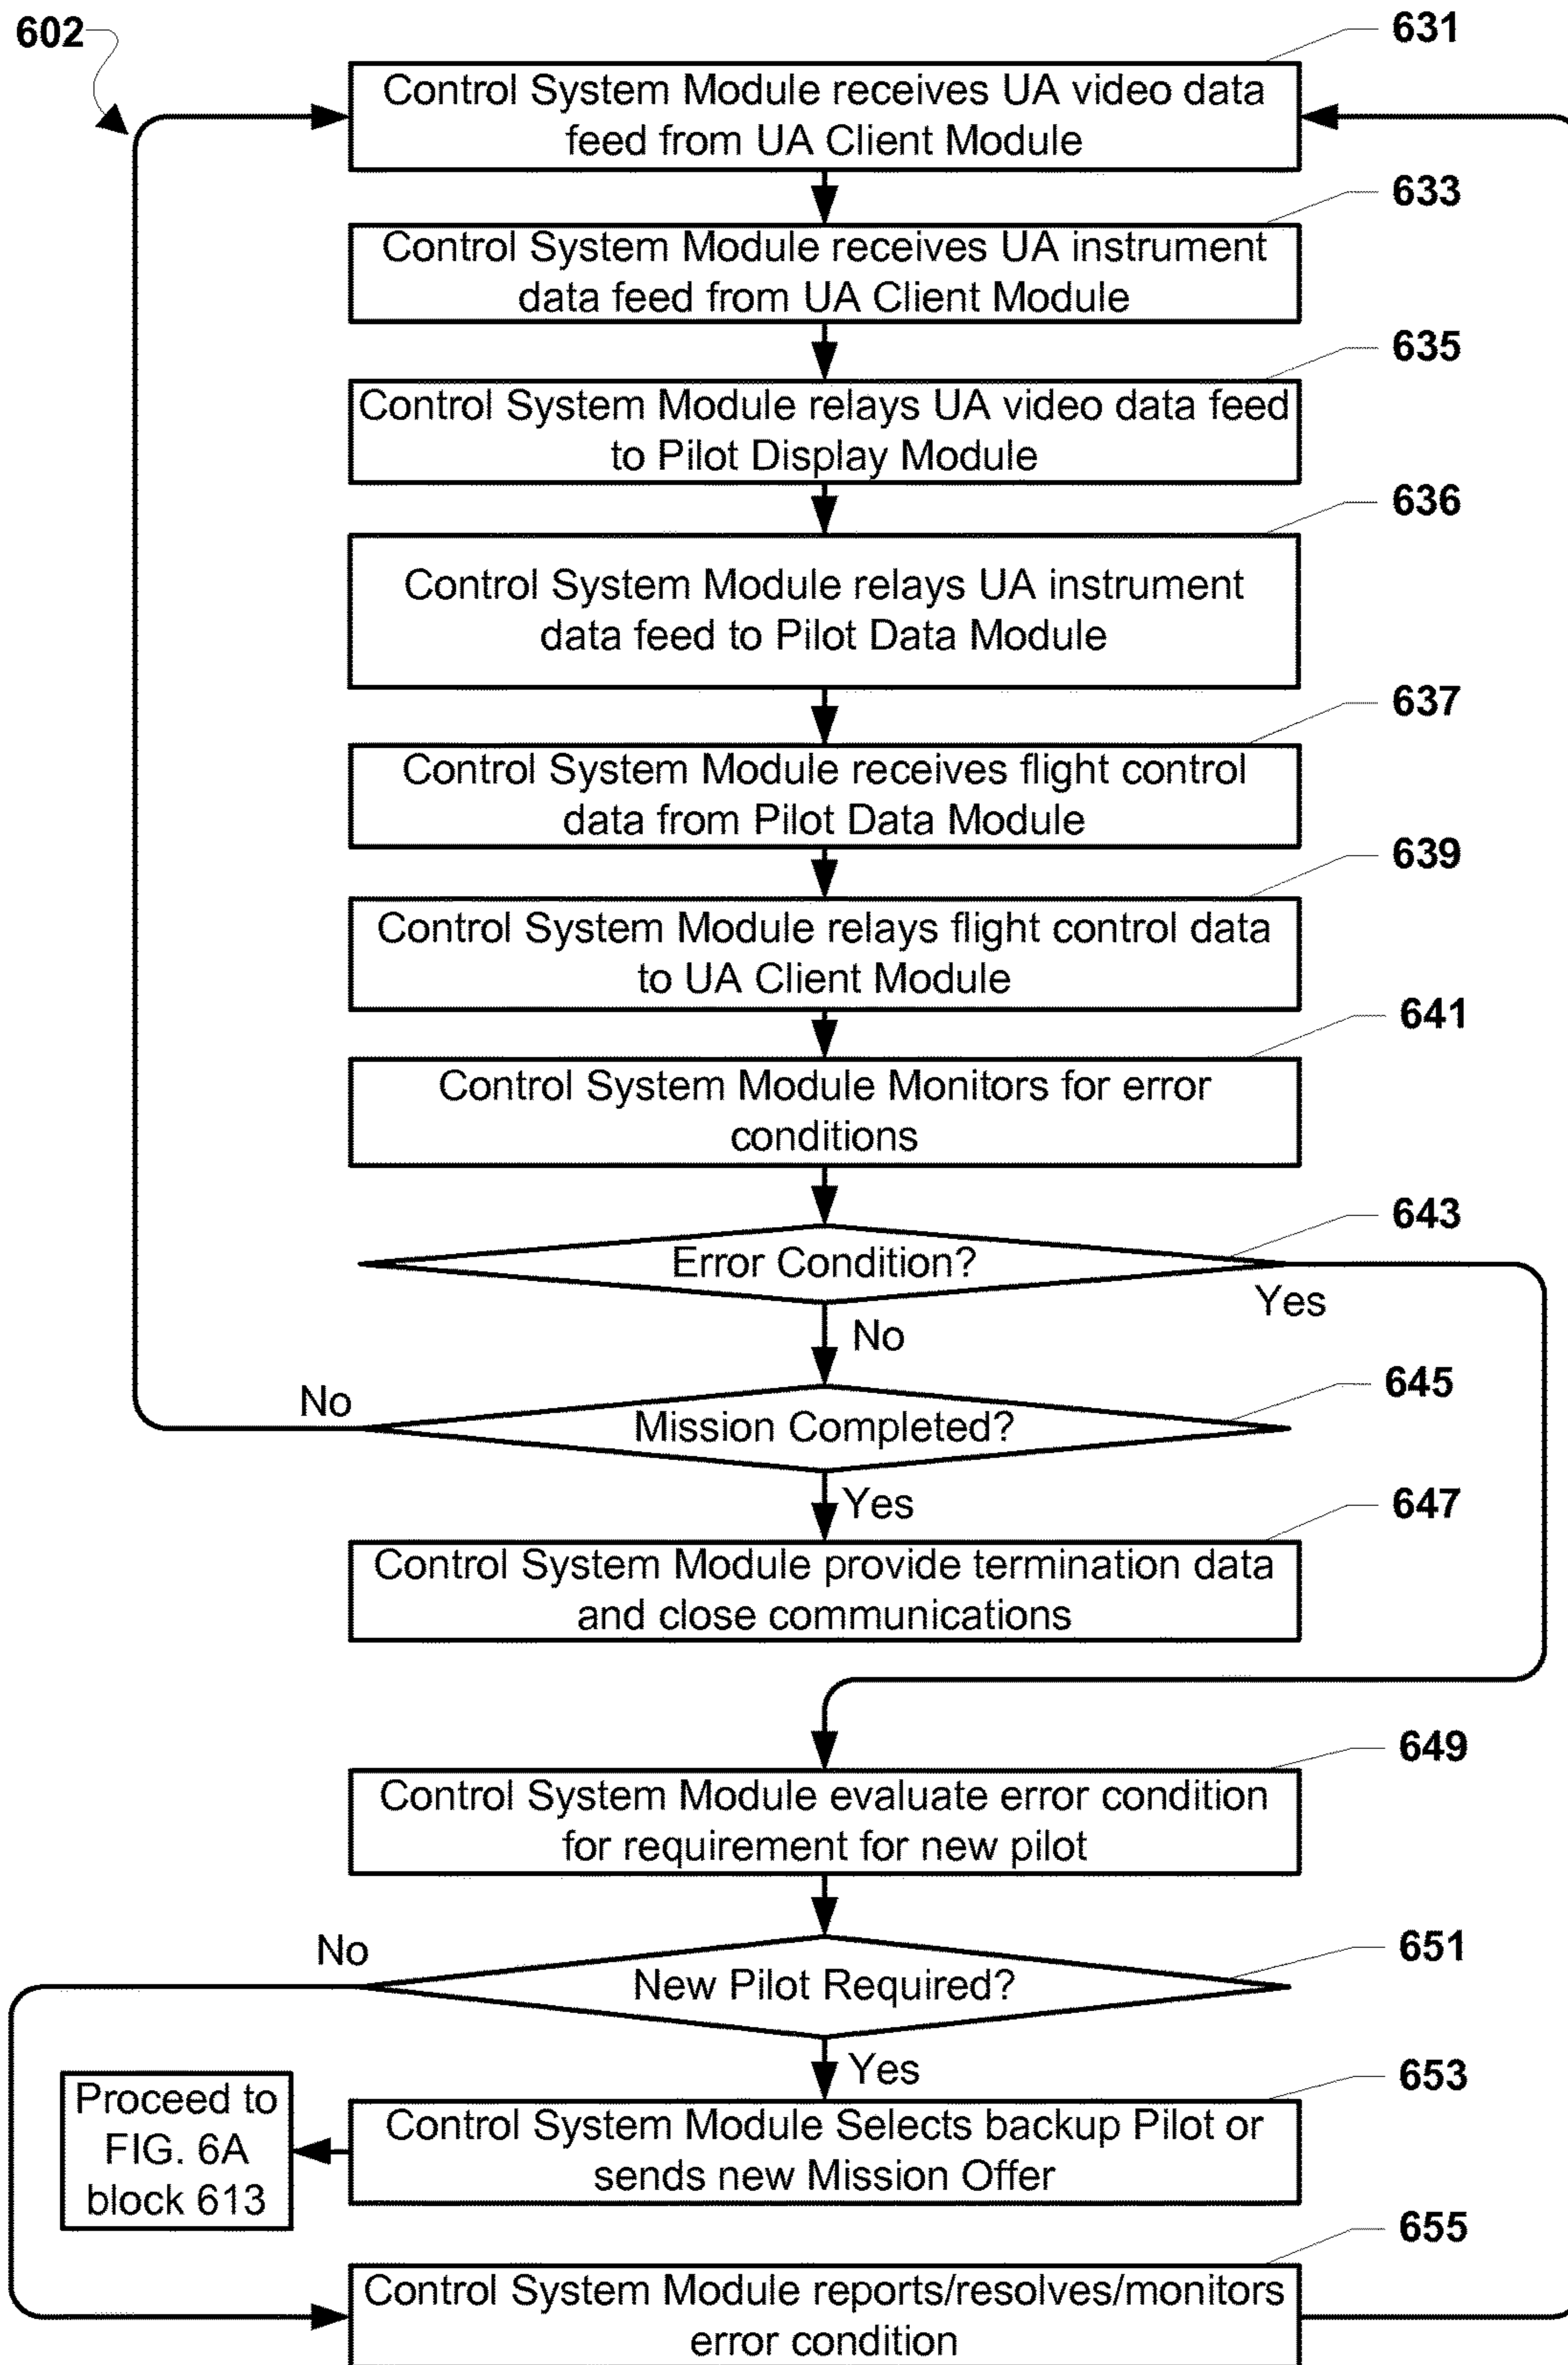 602
631
Control System Module receives UA video data
feed from UA Client Module
633
Control System Module receives UA instrument
data feed from UA Client Module
635
Control System Module relays UA video data feed
to Pilot Display Module
636
Control System Module relays UA instrument
data feed to Pilot Data Module
637
Control System Module receives flight control
data from Pilot Data Module
639
Control System Module relays flight control data
to UA Client Module
641
Control System Module Monitors for error
conditions
643
Error Condition?
Yes
No
645
No
Mission Completed?
Yes
647
Control System Module provide termination data
and close communications
649
Control System Module evaluate error condition
for requirement for new pilot
651
No
New Pilot Required?
Yes
653
Control System Module Selects backup Pilot or
sends new Mission Offer
Proceed to
FIG. 6A
block 613
655
Control System Module reports/resolves/monitors
error condition